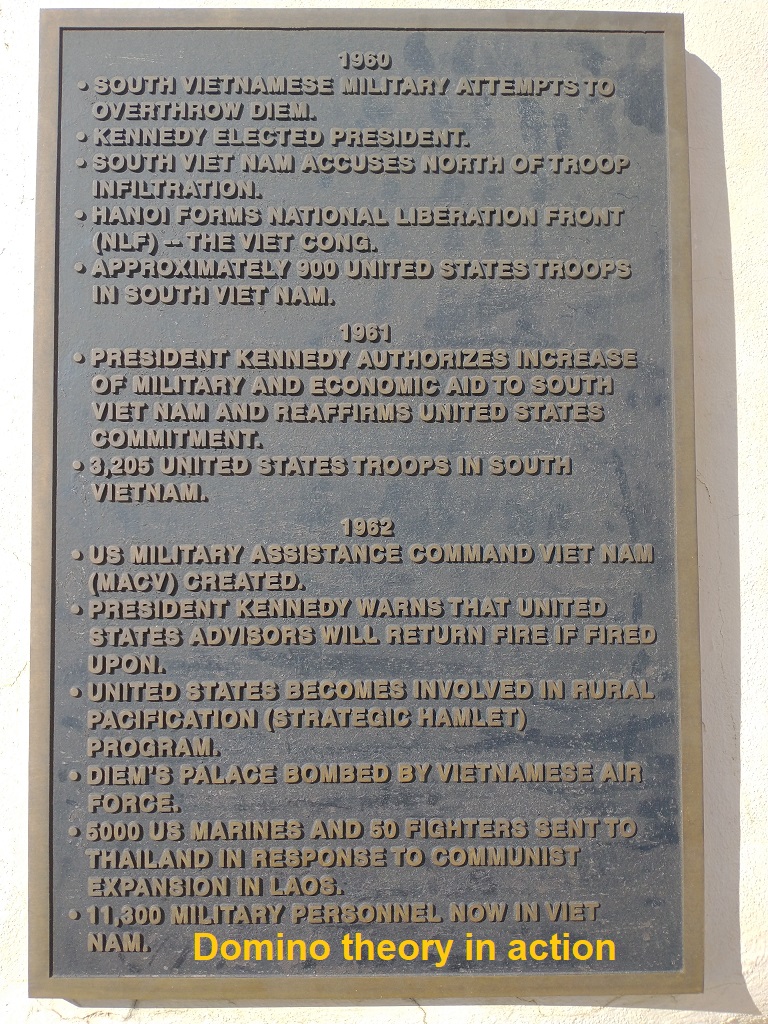 1960
• SOUTH VIETNAMESE MILITARY ATTEMPTS TO
OVERTHROW DIEM.
• KENNEDY ELECTED PRESIDENT.
• SOUTH VIET NAM ACCUSES NORTH OF TROOP
INFILTRATION.
• HANOI FORMS NATIONAL LIBERATION FRONT
(NLF) -- THE VIET CONG.
• APPROXIMATELY 900 UNITED STATES TROOPS
IN SOUTH VIET NAM.
1961
• PRESIDENT KENNEDY AUTHORIZES INCREASE
OF MILITARY AND ECONOMIC AID TO SOUTH
VIET NAM AND REAFFIRMS UNITED STATES
COMMITMENT.
• 3,205 UNITED STATES TROOPS IN SOUTH
VIETNAM.
1962
• US MILITARY ASSISTANCE COMMAND VIET NAM
(MACV) CREATED.
• PRESIDENT KENNEDY WARNS THAT UNITED
STATES ADVISORS WILL RETURN FIRE IF FIRED
UPON.
• UNITED STATES BECOMES INVOLVED IN RURAL
PACIFICATION (STRATEGIC HAMLET)
PROGRAM.
• DIEM'S PALACE BOMBED BY VIETNAMESE AIR
FORCE.
• 5000 US MARINES AND 50 FIGHTERS SENT TO
THAILAND IN RESPONSE TO COMMUNIST
EXPANSION IN LAOS.
• 11,300 MILITARY PERSONNEL NOW IN VIET
NAM.
Domino theory in action